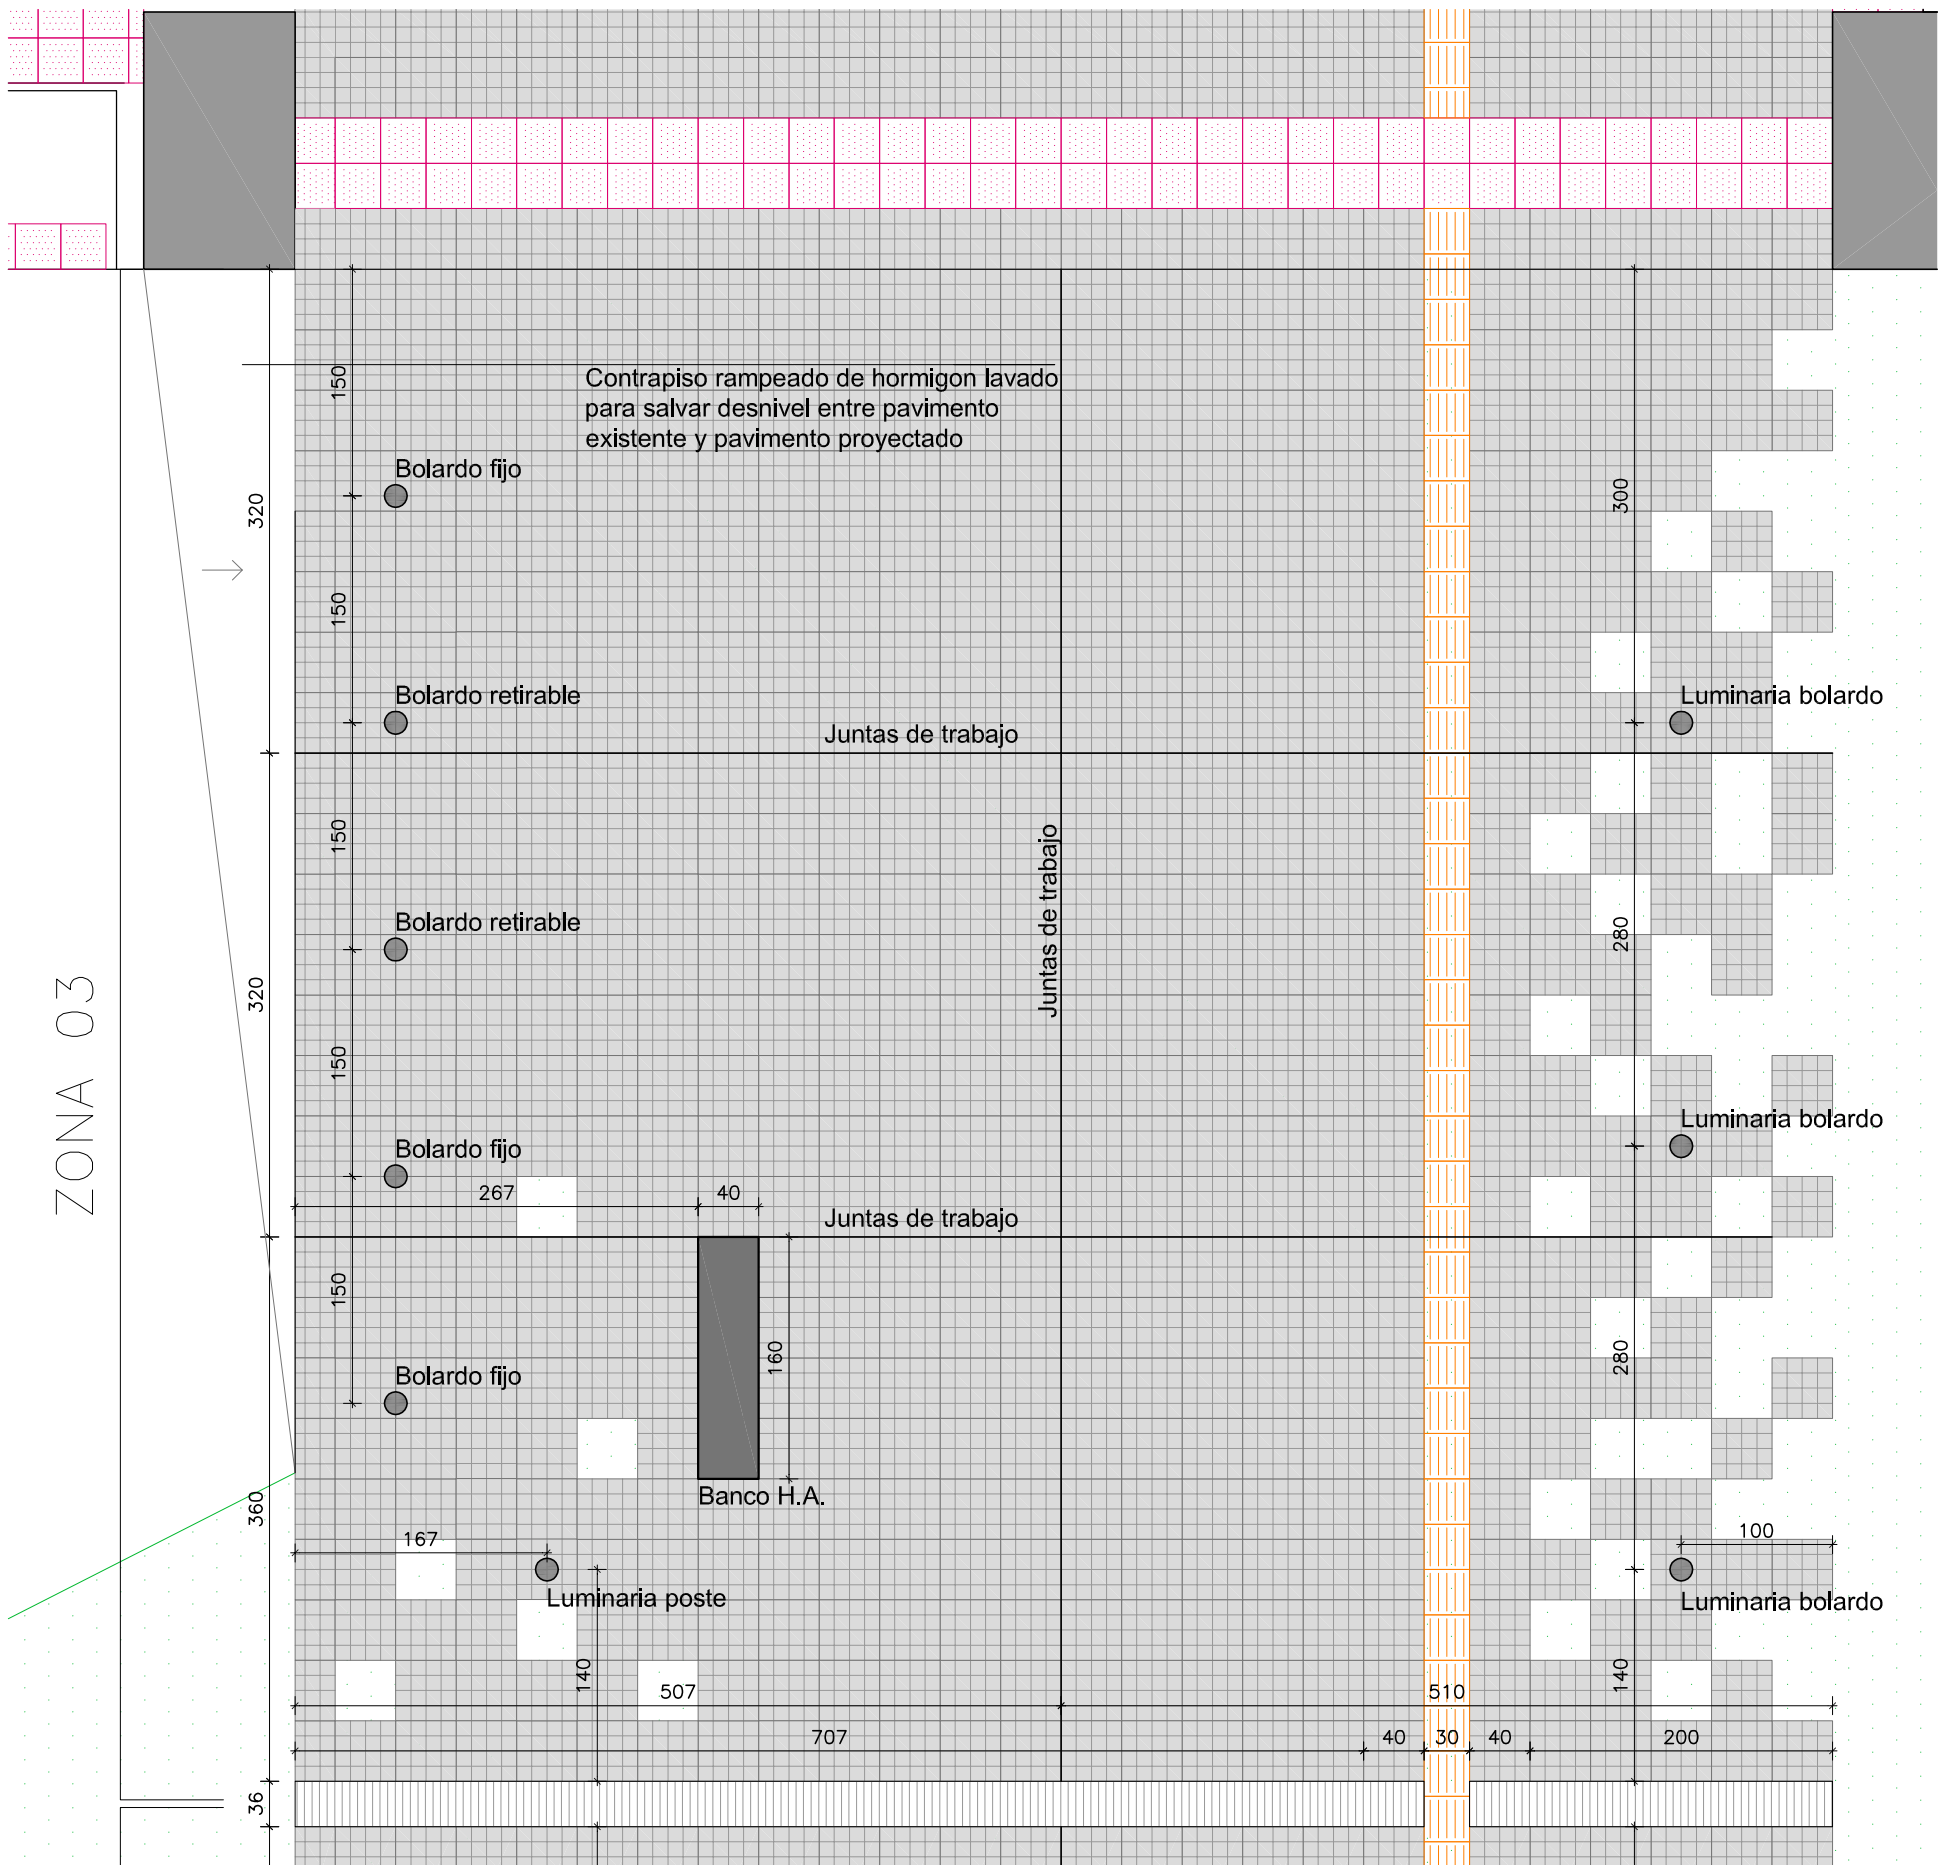 Contrapiso rampeado de hormigon lavado
para salvar desnivel entre pavimento
existente y pavimento proyectado
150
Bolardo fijo
320
300
150
Bolardo retirable
Luminaria bolardo
Juntas de trabajo
150
Juntas de trabajo
Bolardo retirable
280
320
ZONA 03
150
Bolardo fijo
Luminaria bolardo
267
40
Juntas de trabajo
150
160
280
Bolardo fijo
Banco H.A.
360
167
100
Luminaria poste
Luminaria bolardo
140
140
507
510
707
40
30
40
200
36